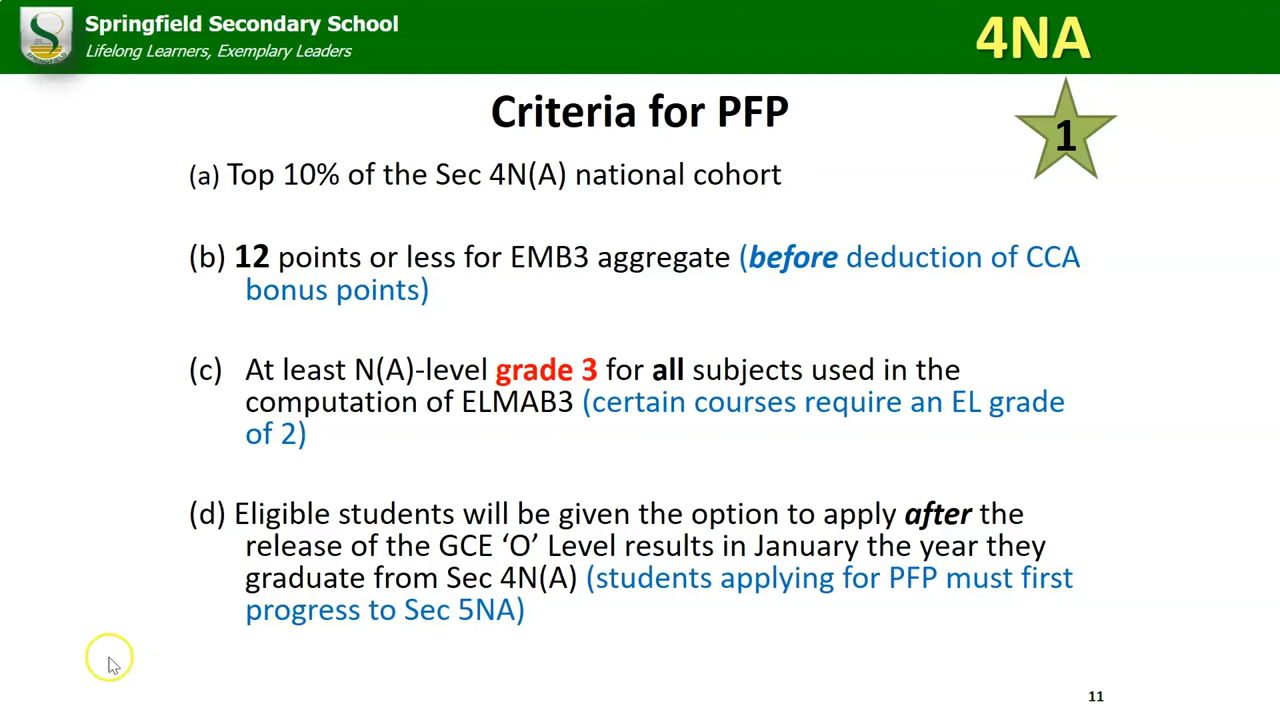 Springfield Secondary School
Lifelong Learners, Exemplary Leaders
SPRINGFIELD
4NA
Criteria for PFP
1
(a) Top 10% of the Sec 4N(A) national cohort
(b) 12 points or less for EMB3 aggregate (before deduction of CCA
bonus points)
(c) At least N(A)-level grade 3 for all subjects used in the
computation of ELMAB3 (certain courses require an EL grade
of 2)
(d) Eligible students will be given the option to apply after the
release of the GCE ‘O’ Level results in January the year they
graduate from Sec 4N(A) (students applying for PFP must first
progress to Sec 5NA)
11